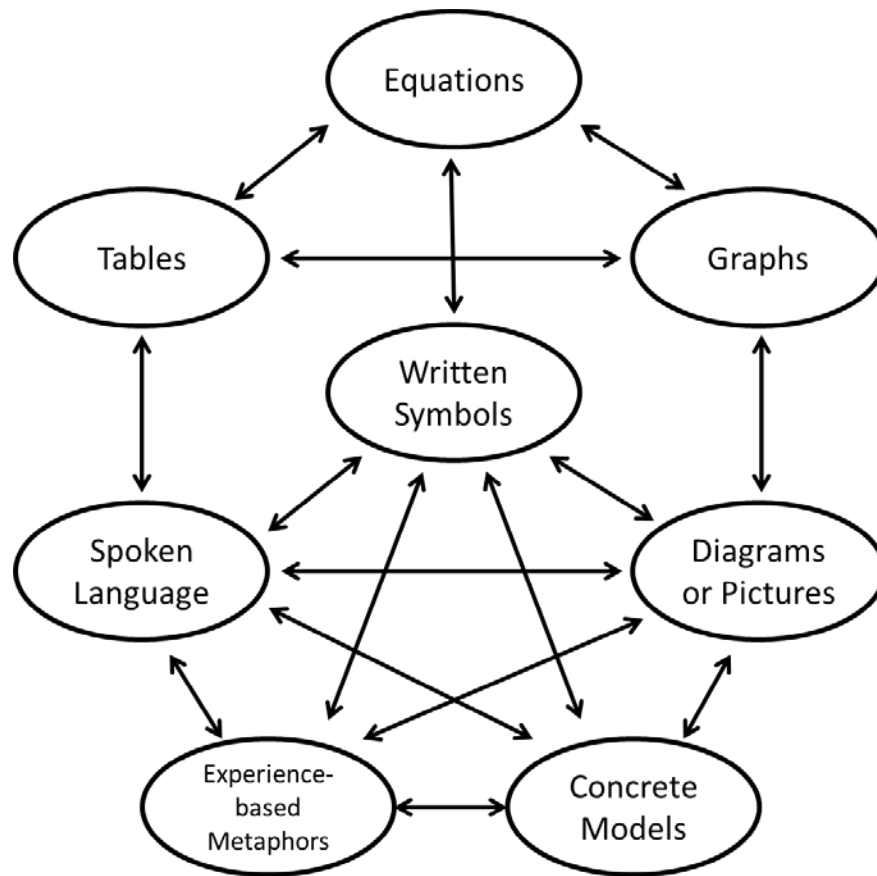 Equations
Tables
Graphs
Written
Symbols
Spoken
Language
Diagrams
or Pictures
Experience-
based
Metaphors
Concrete
Models